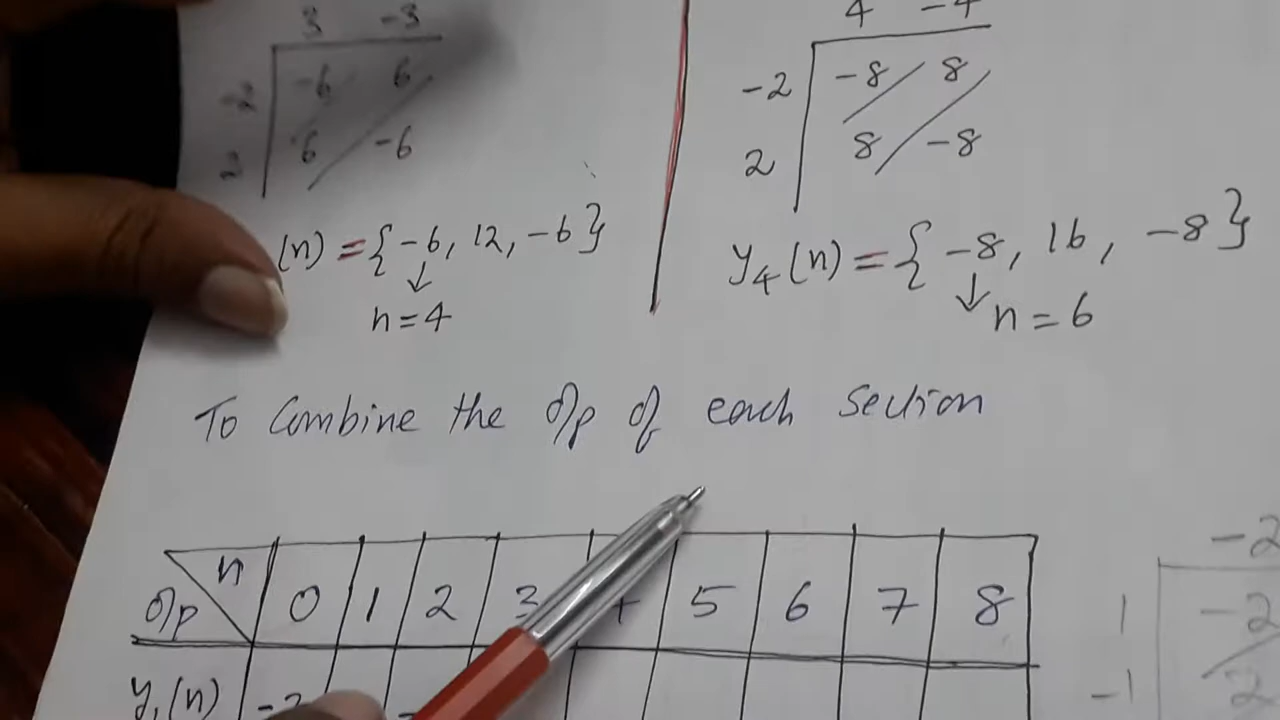 3 -3
-2 -6 6
2 6 -6
(n) = {-6, 12, -6}
↓
n = 4
4 -4
-2 -8 8
2 8 -8
y₄(n) = {-8, 16, -8}
↓ n = 6
To Combine the o/p of each section
n
o/p 0 1 2 3 5 6 7 8
y₁(n) -2
-2
1 -2
-1 2